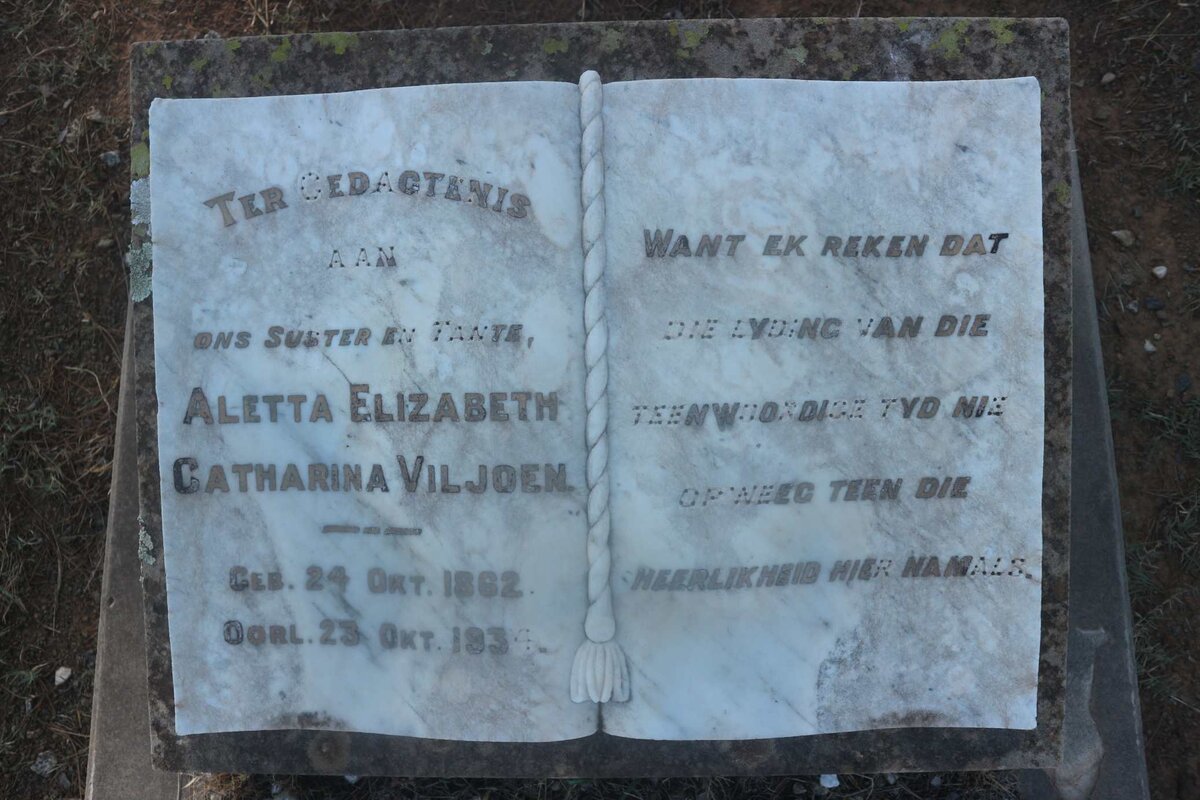 TER GEDAGTENIS
AAN
ONS SUSTER EN TANTE,
ALETTA ELIZABETH
CATHARINA VILJOEN.
GEB. 24 OKT. 1862.
OORL. 23 OKT.
WANT EK REKEN DAT
DIE LYDING VAN DIE
TEENWOORDIGE TYD NIE
OPWEEG TEEN DIE
HEERLIKHEID HIER NAMALS.